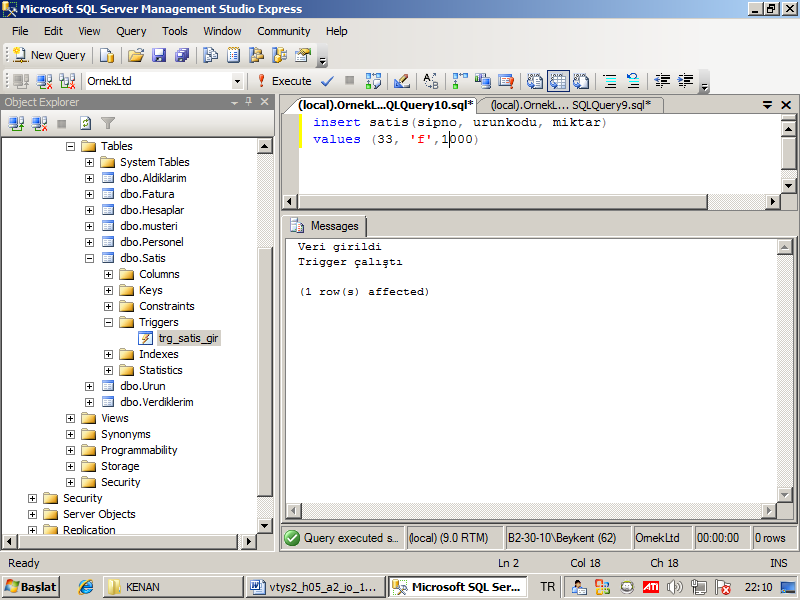 Microsoft SQL Server Management Studio Express
File Edit View Query Tools Window Community Help
New Query
OrnekLtd Execute
Object Explorer
(local).OrnekL...QLQuery10.sql* (local).OrnekL... SQLQuery9.sql*
Tables
System Tables
dbo.Aldiklarim
dbo.Fatura
dbo.Hesaplar
dbo.musteri
dbo.Personel
dbo.Satis
Columns
Keys
Constraints
Triggers
trg_satis_gir
Indexes
Statistics
dbo.Urun
dbo.Verdiklerim
Views
Synonyms
Programmability
Storage
Security
Security
Server Objects
Replication
insert satis(sipno, urunkodu, miktar)
values (33, 'f',1000)
Messages
Veri girildi
Trigger çalıştı
(1 row(s) affected)
Query executed s... (local) (9.0 RTM) B2-30-10\Beykent (62) OrnekLtd 00:00:00 0 rows
Ready Ln 2 Col 18 Ch 18 INS
Başlat KENAN vtys2_h05_a2_io_1... Microsoft SQL Ser... TR ATI 22:10